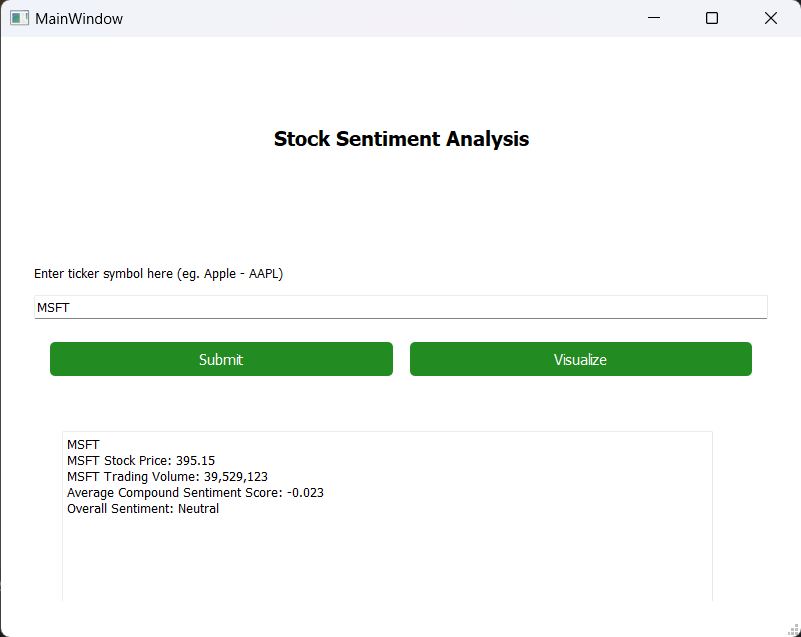 MainWindow
Stock Sentiment Analysis
Enter ticker symbol here (eg. Apple - AAPL)
MSFT
Submit
Visualize
MSFT
MSFT Stock Price: 395.15
MSFT Trading Volume: 39,529,123
Average Compound Sentiment Score: -0.023
Overall Sentiment: Neutral